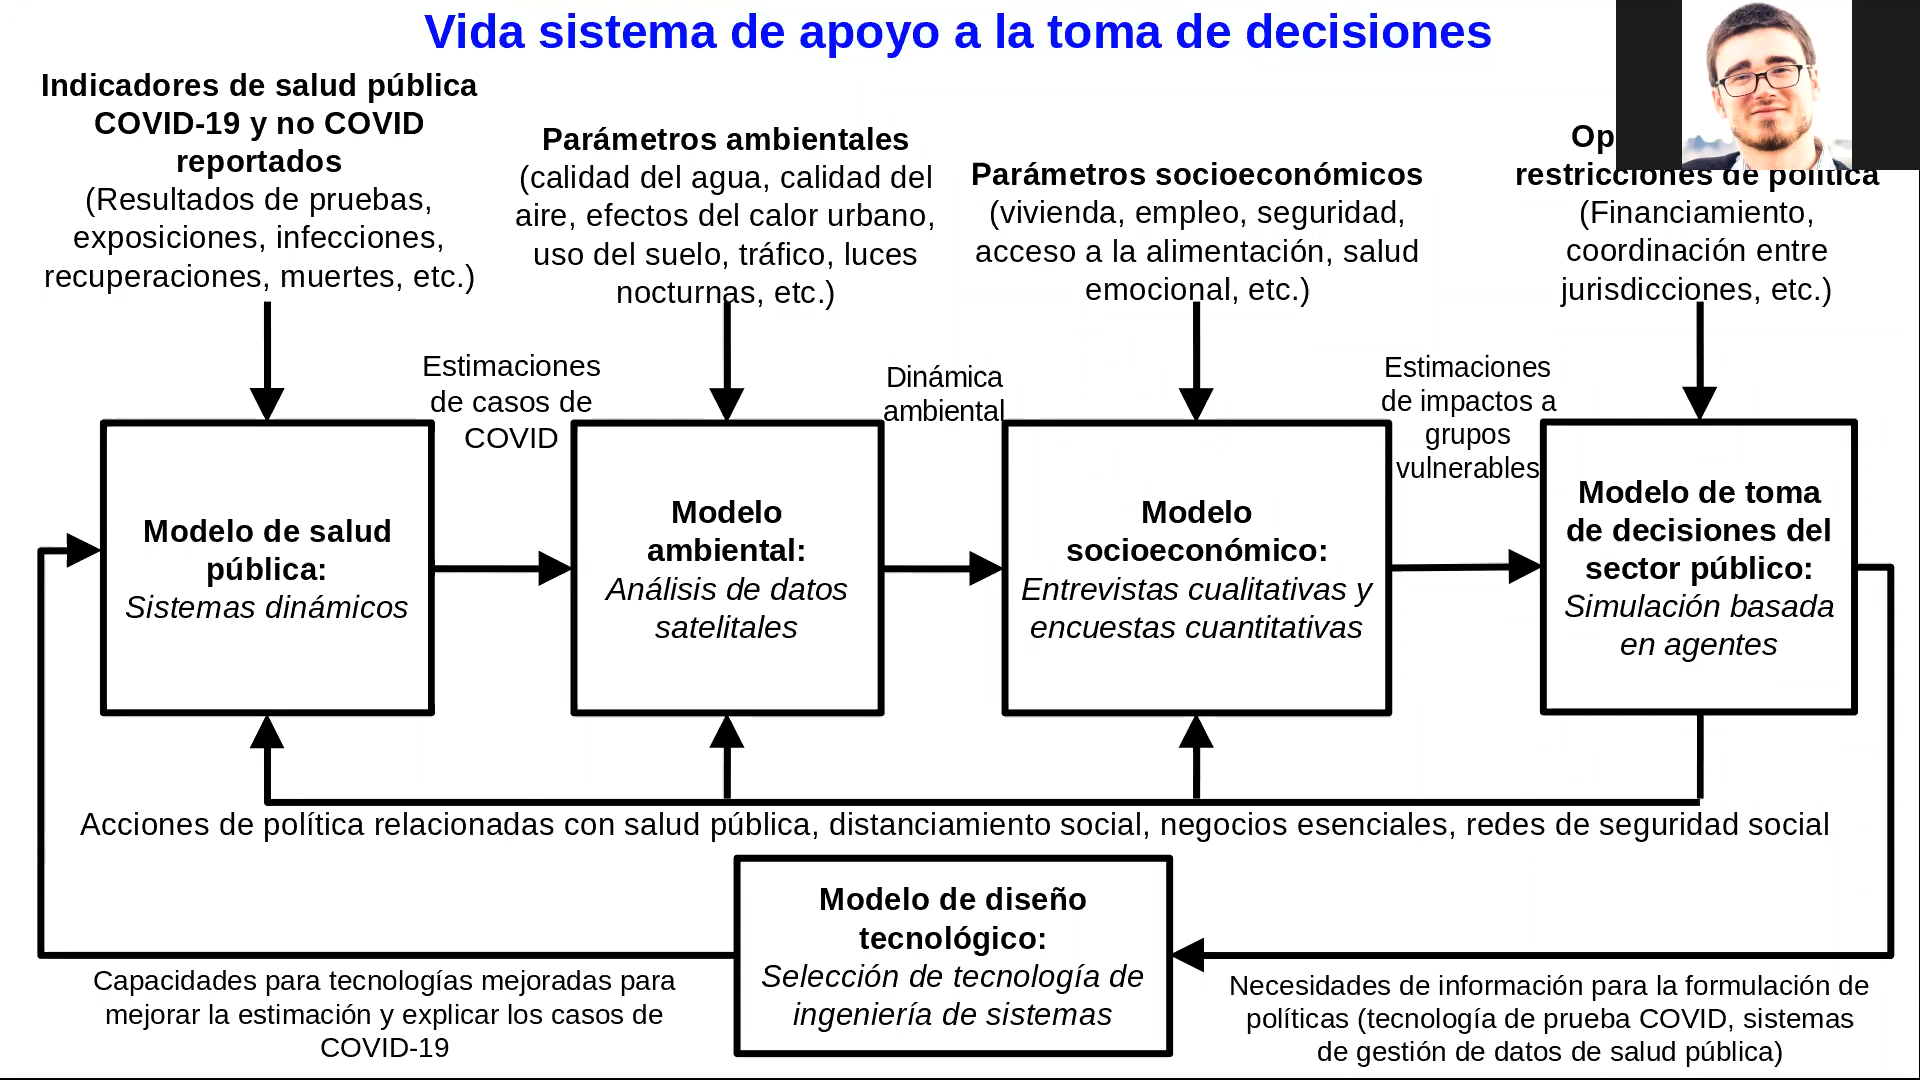 Vida sistema de apoyo a la toma de decisiones
Indicadores de salud pública
COVID-19 y no COVID
reportados
(Resultados de pruebas,
exposiciones, infecciones,
recuperaciones, muertes, etc.)
Parámetros ambientales
(calidad del agua, calidad del
aire, efectos del calor urbano,
uso del suelo, tráfico, luces
nocturnas, etc.)
Parámetros socioeconómicos
(vivienda, empleo, seguridad,
acceso a la alimentación, salud
emocional, etc.)
restricciones de política
(Financiamiento,
coordinación entre
jurisdicciones, etc.)
Estimaciones
de casos de
COVID
Dinámica
ambiental
Estimaciones
de impactos a
grupos
vulnerables
Modelo de salud
pública:
Sistemas dinámicos
Modelo
ambiental:
Análisis de datos
satelitales
Modelo
socioeconómico:
Entrevistas cualitativas y
encuestas cuantitativas
Modelo de toma
de decisiones del
sector público:
Simulación basada
en agentes
Acciones de política relacionadas con salud pública, distanciamiento social, negocios esenciales, redes de seguridad social
Modelo de diseño
tecnológico:
Selección de tecnología de
ingeniería de sistemas
Capacidades para tecnologías mejoradas para
mejorar la estimación y explicar los casos de
COVID-19
Necesidades de información para la formulación de
políticas (tecnología de prueba COVID, sistemas
de gestión de datos de salud pública)